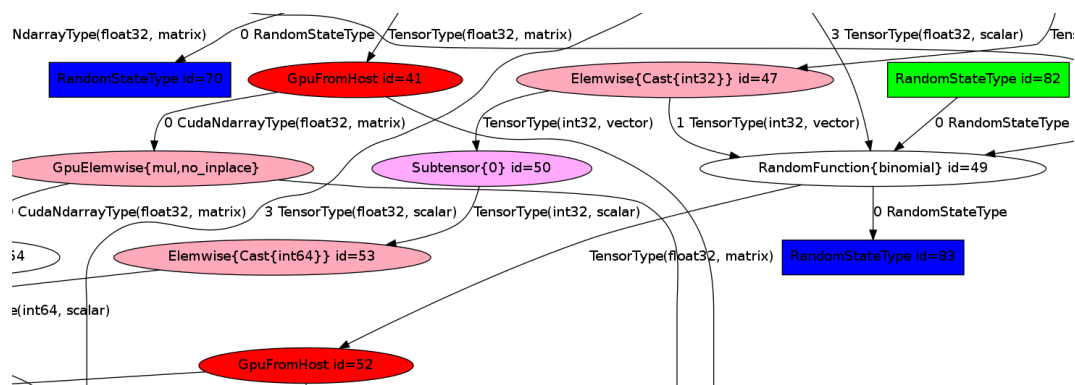 NdarrayType(float32, matrix)
0 RandomStateType
TensorType(float32, matrix)
3 TensorType(float32, scalar)
Tens
RandomStateType id=70
GpuFromHost id=41
Elemwise{Cast{int32}} id=47
RandomStateType id=82
0 CudaNdarrayType(float32, matrix)
TensorType(int32, vector)
1 TensorType(int32, vector)
0 RandomStateType
GpuElemwise{mul,no_inplace}
Subtensor{0} id=50
RandomFunction{binomial} id=49
0 CudaNdarrayType(float32, matrix)
3 TensorType(float32, scalar)
TensorType(int32, scalar)
0 RandomStateType
54
Elemwise{Cast{int64}} id=53
TensorType(float32, matrix)
RandomStateType id=83
e(int64, scalar)
GpuFromHost id=52